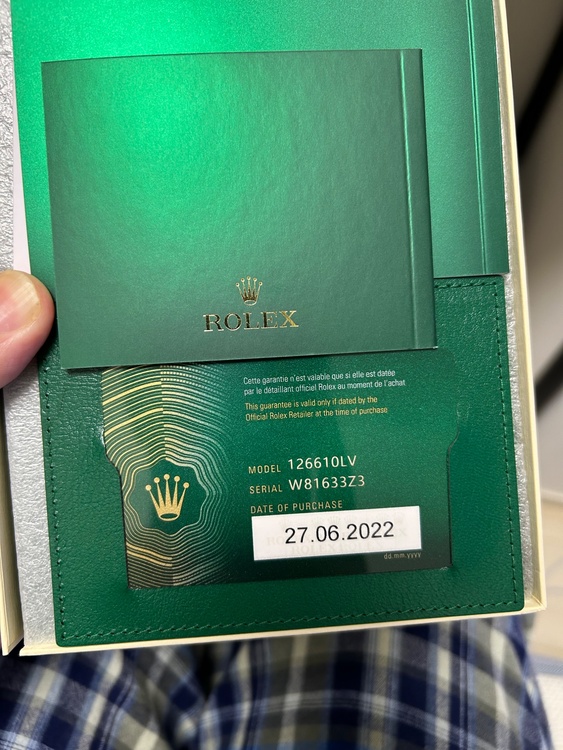 ROLEX
Cette garantie n'est valable que si elle est datée
par le détaillant officiel Rolex au moment de l'achat
This guarantee is valid only if dated by the
Official Rolex Retailer at the time of purchase
MODEL 126610LV
SERIAL W81633Z3
DATE OF PURCHASE
27.06.2022
dd.mm.yyyy